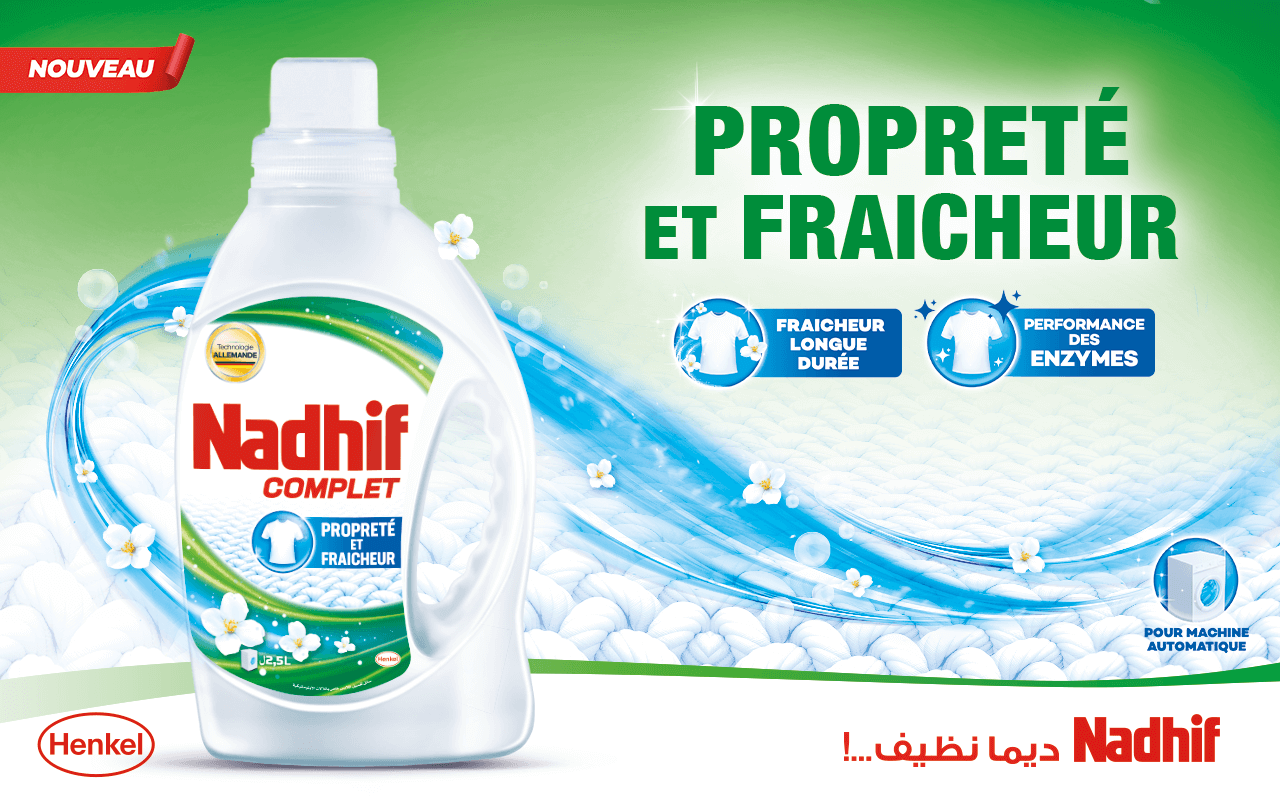 NOUVEAU
PROPRETÉ
ET FRAICHEUR
FRAICHEUR
LONGUE
DURÉE
PERFORMANCE
DES
ENZYMES
Technologie
ALLEMANDE
Nadhif
COMPLET
PROPRETÉ
ET
FRAICHEUR
2,5L
Henkel
POUR MACHINE
AUTOMATIQUE
Henkel
ديما نظيف...!
Nadhif